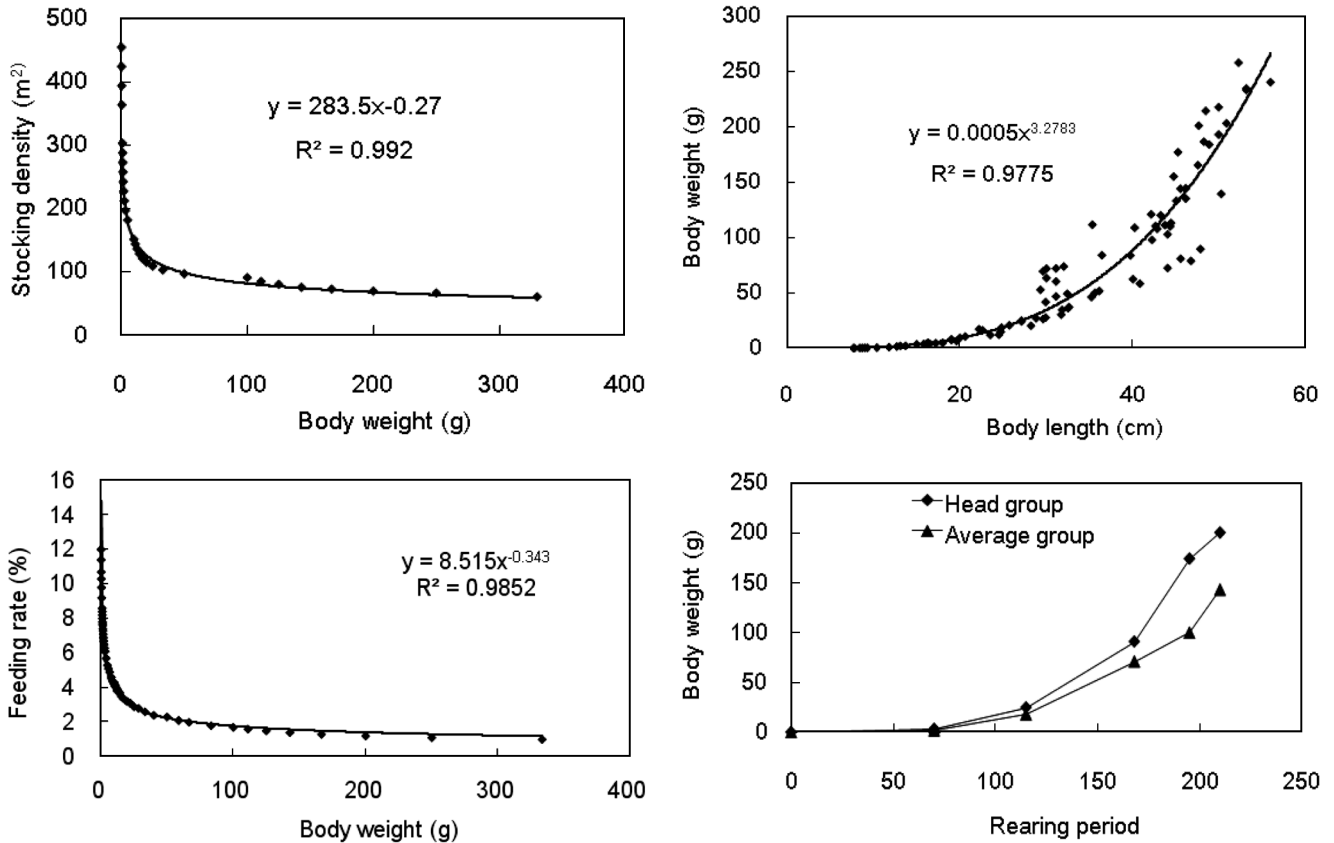 500
400
300
200
100
0
Stocking density (m²)
y = 283.5x-0.27
R² = 0.992
0 100 200 300 400
Body weight (g)
300
250
200
150
100
50
0
Body weight (g)
y = 0.0005x^3.2783
R² = 0.9775
0 20 40 60
Body length (cm)
16
14
12
10
8
6
4
2
0
Feeding rate (%)
y = 8.515x^-0.343
R² = 0.9852
0 100 200 300 400
Body weight (g)
250
200
150
100
50
0
Body weight (g)
Head group
Average group
0 50 100 150 200 250
Rearing period